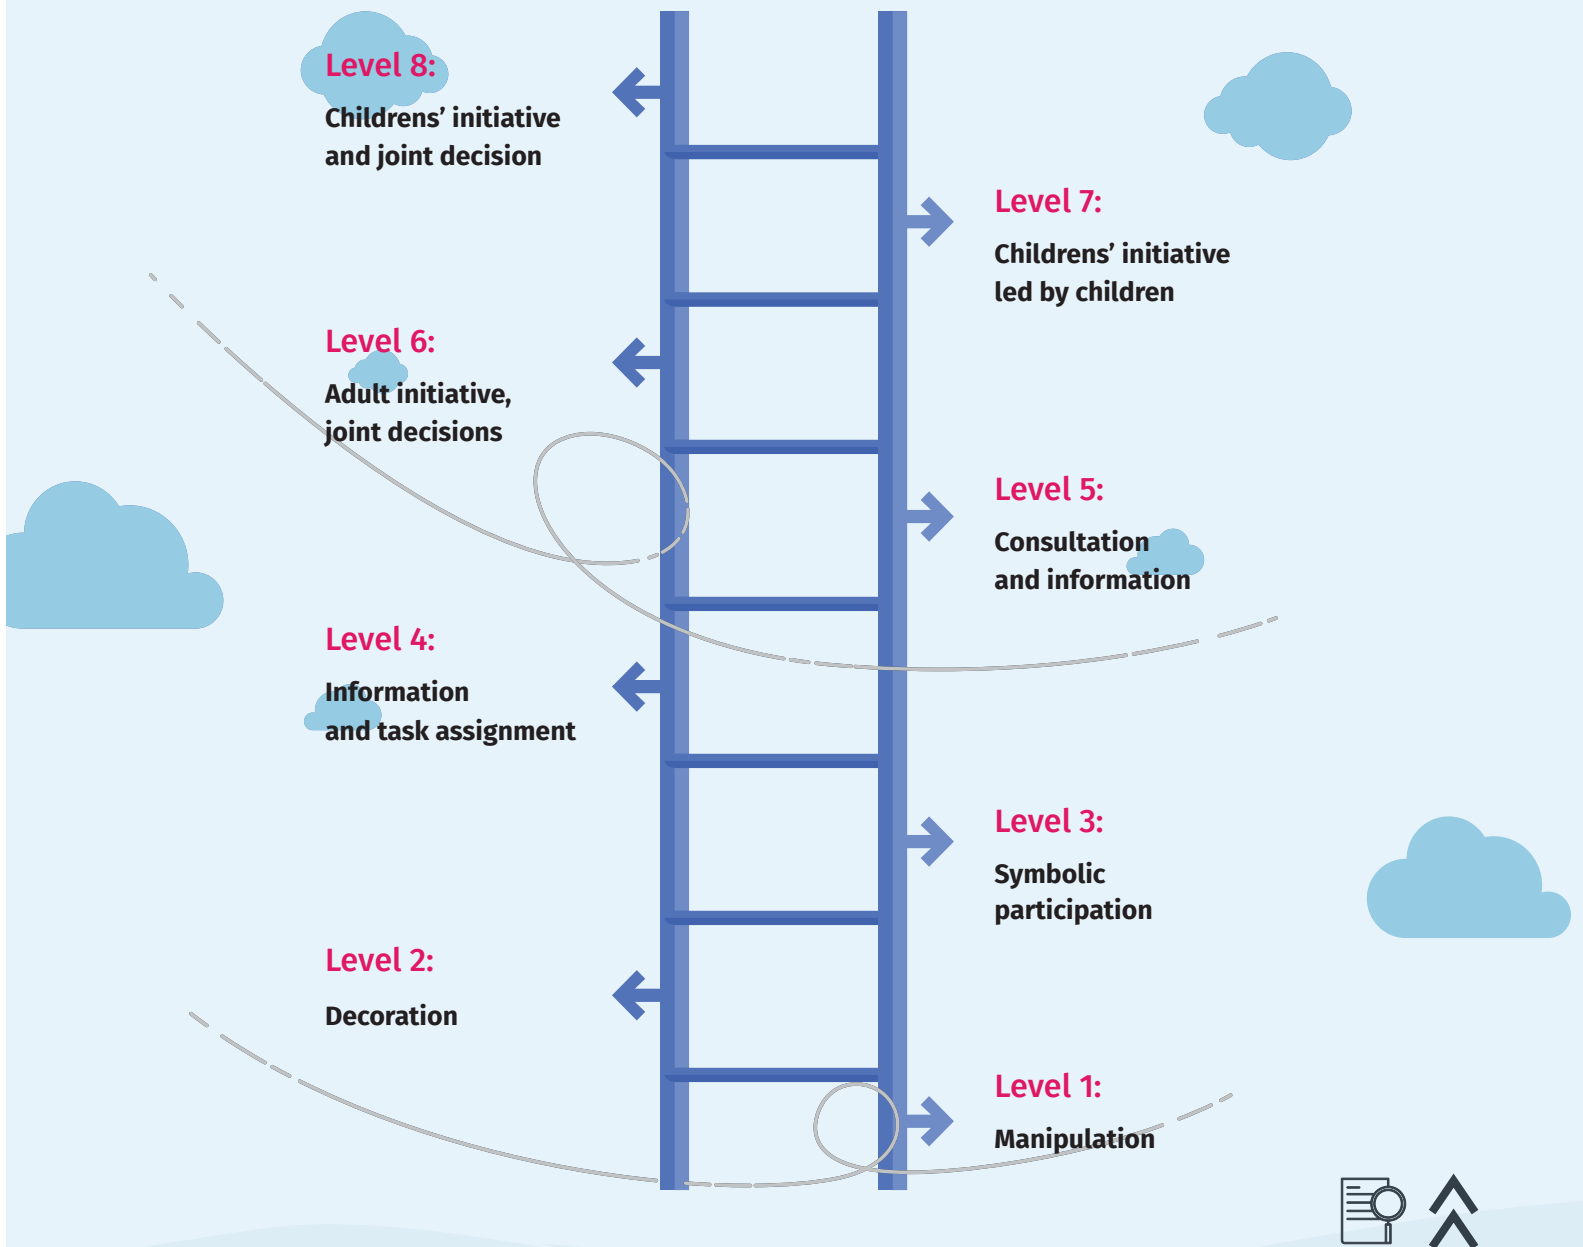 Level 8:
Childrens’ initiative
and joint decision
Level 7:
Childrens’ initiative
led by children
Level 6:
Adult initiative,
joint decisions
Level 5:
Consultation
and information
Level 4:
Information
and task assignment
Level 3:
Symbolic
participation
Level 2:
Decoration
Level 1:
Manipulation